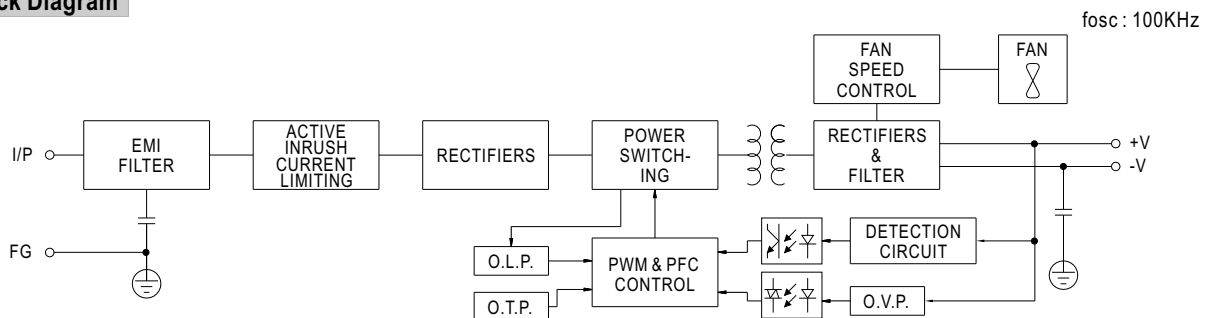 ck Diagram
fosc : 100KHz
FAN
SPEED
CONTROL
FAN
I/P
EMI
FILTER
ACTIVE
INRUSH
CURRENT
LIMITING
RECTIFIERS
POWER
SWITCH-
ING
RECTIFIERS
&
FILTER
+V
-V
FG
O.L.P.
O.T.P.
PWM & PFC
CONTROL
DETECTION
CIRCUIT
O.V.P.